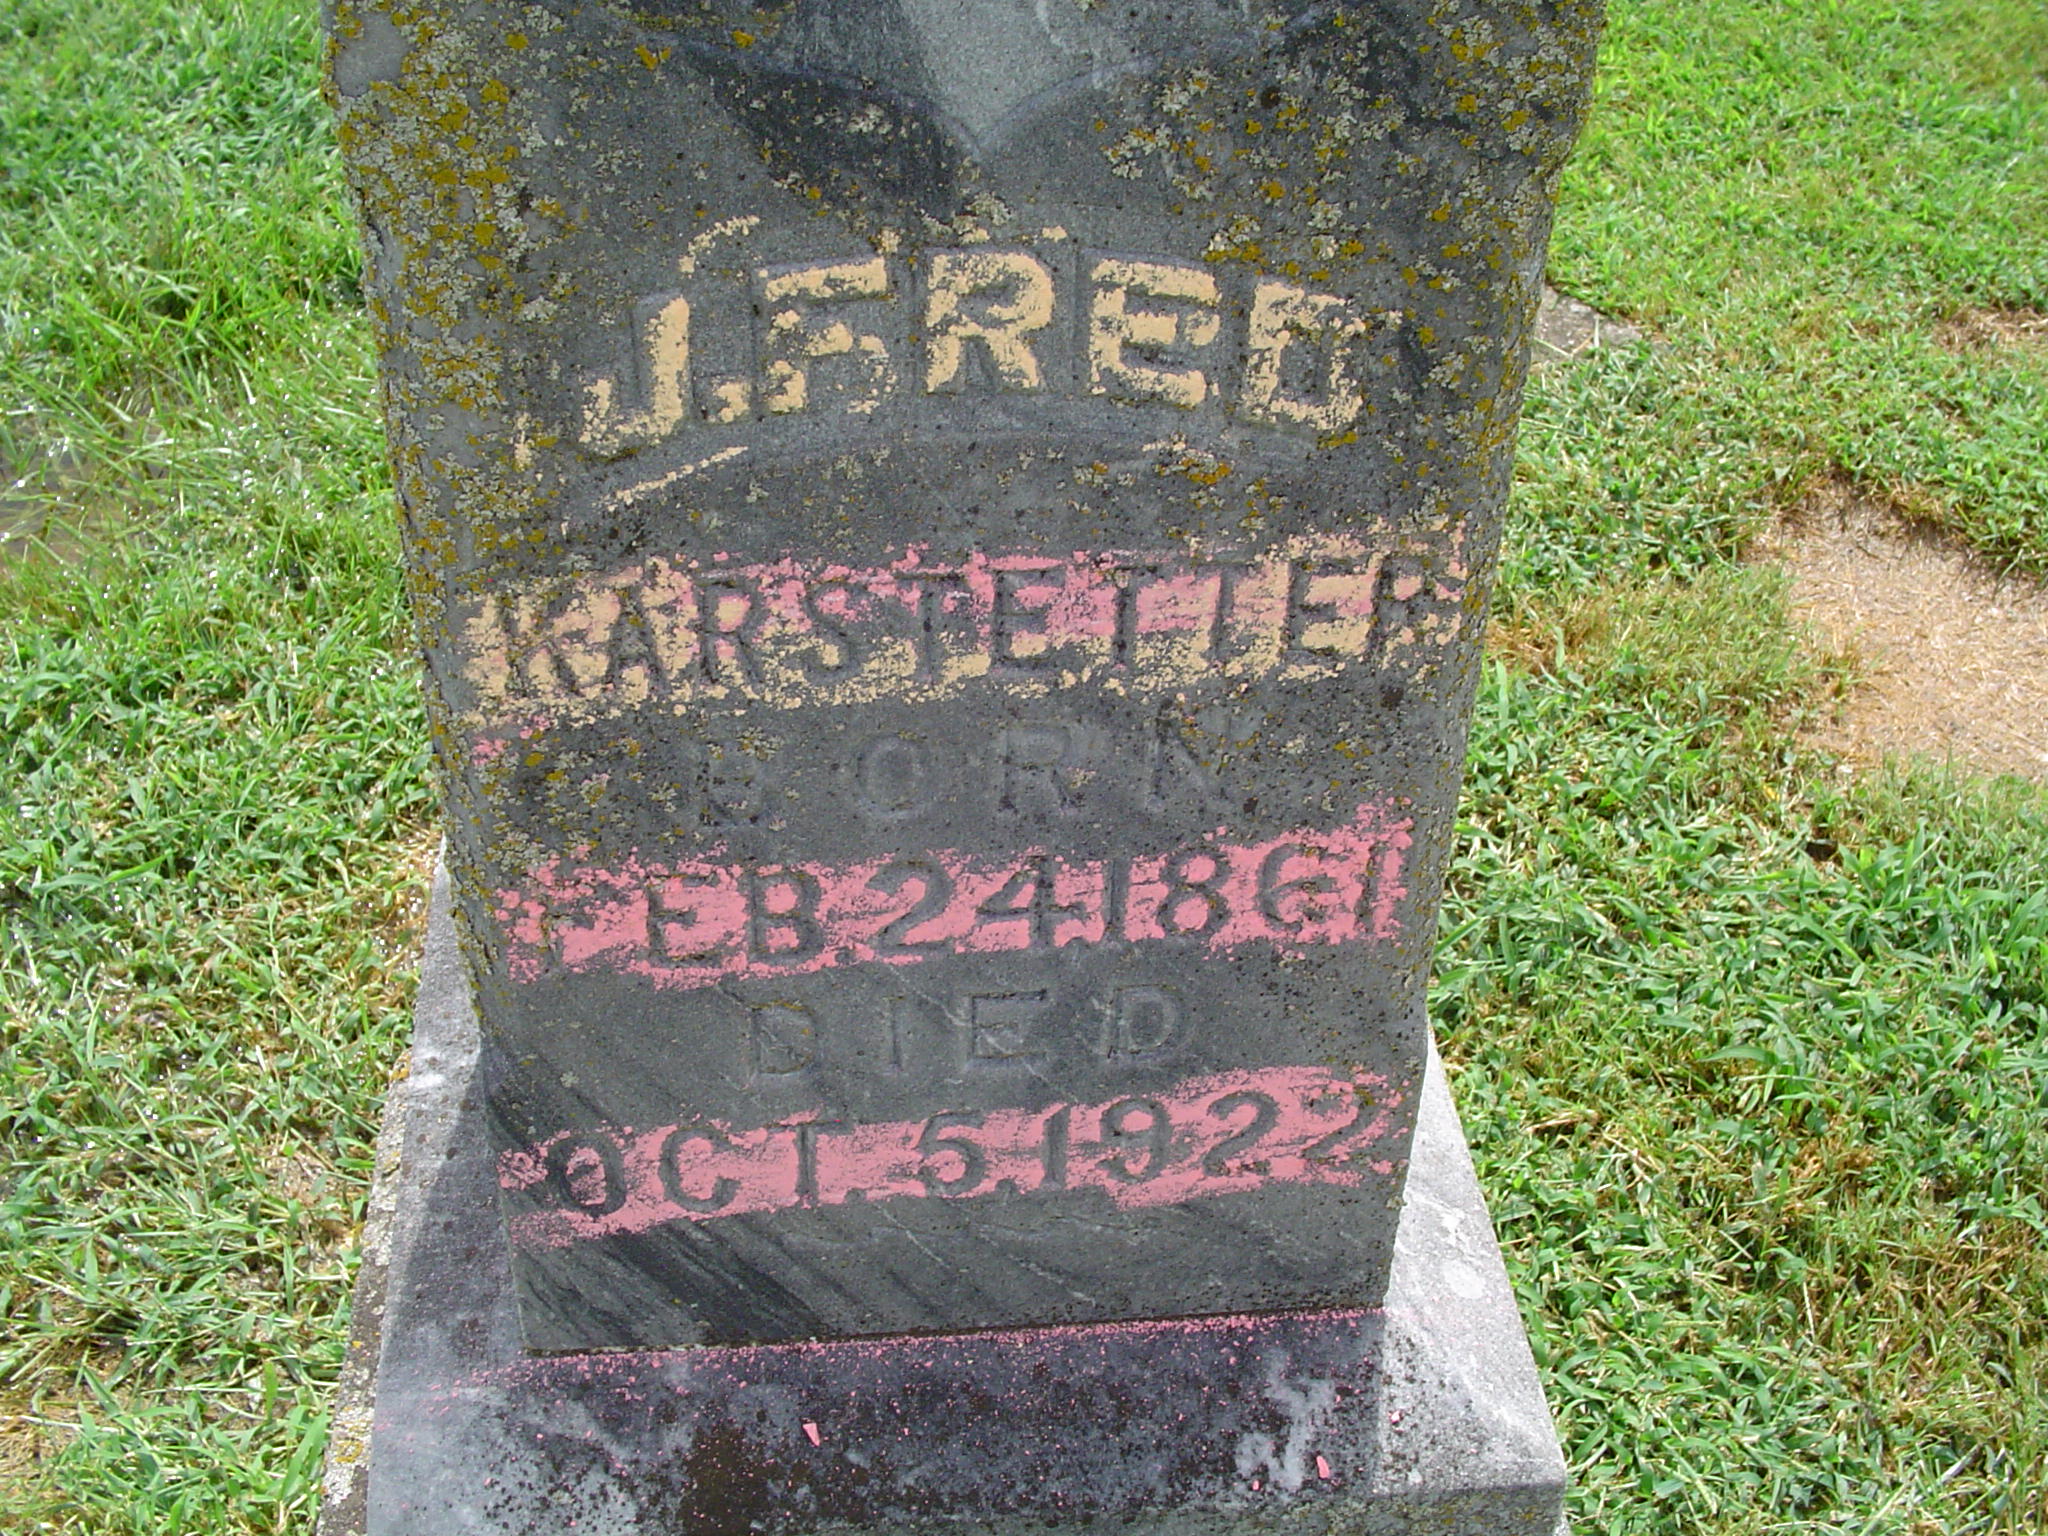 J. FRED
KARSTETTER
BORN
FEB. 24. 1861
DIED
OCT. 5. 1922